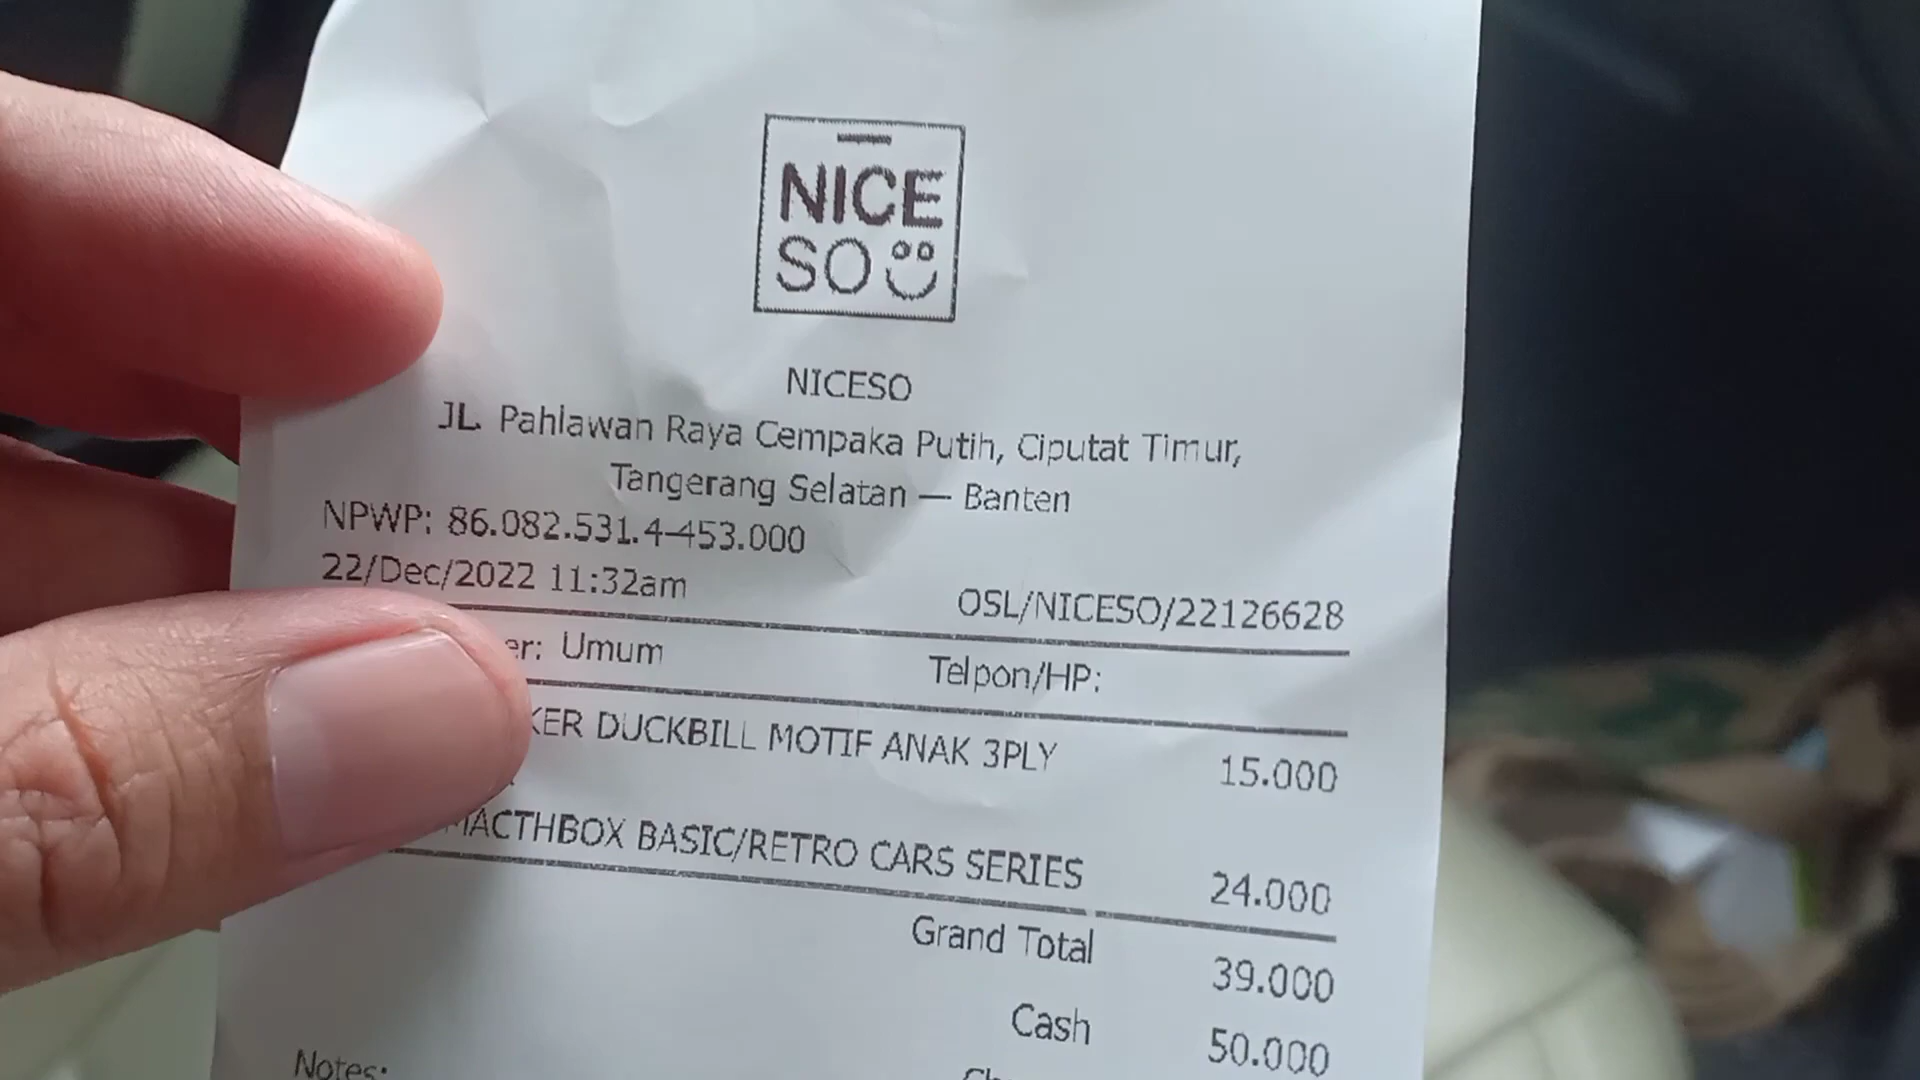 NICE
SO
NICESO
JL. Pahlawan Raya Cempaka Putih, Ciputat Timur,
Tangerang Selatan — Banten
NPWP: 86.082.531.4-453.000
22/Dec/2022 11:32am
OSL/NICESO/22126628
er: Umum Telpon/HP:
KER DUCKBILL MOTIF ANAK 3PLY 15.000
MACTHBOX BASIC/RETRO CARS SERIES 24.000
Grand Total 39.000
Cash 50.000
Notes: